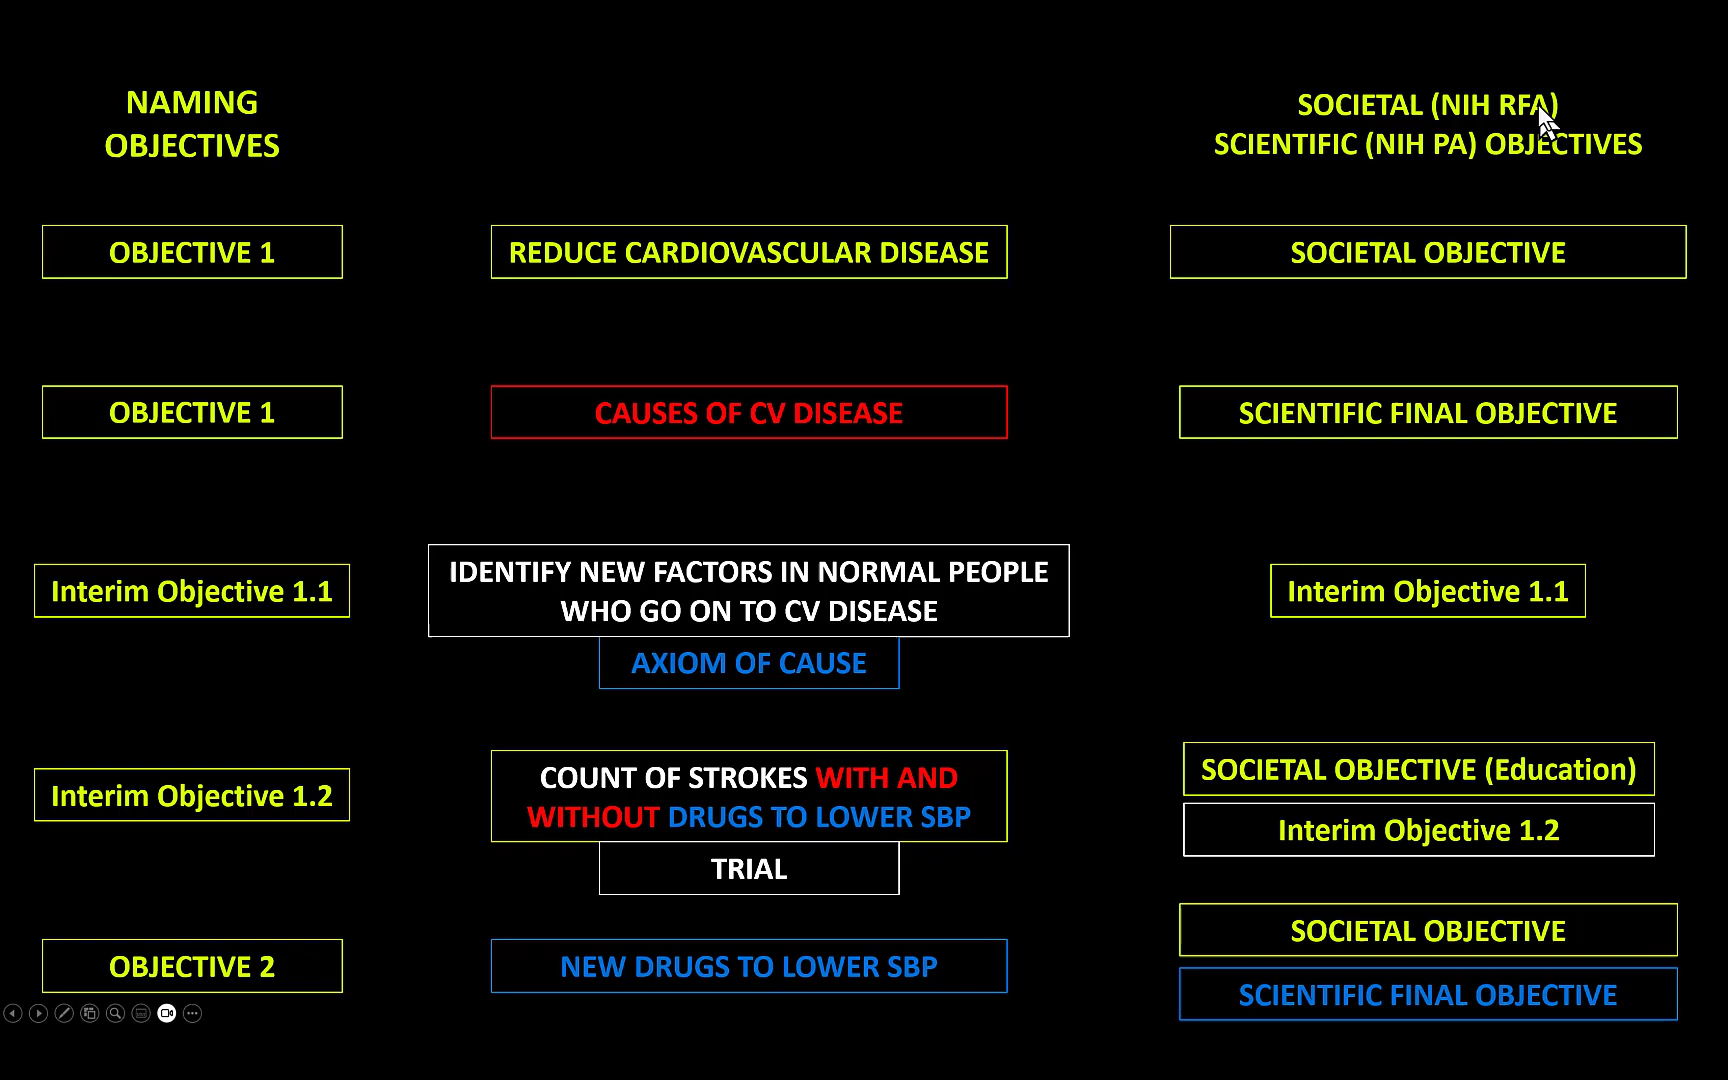 NAMING
OBJECTIVES
SOCIETAL (NIH RFA)
SCIENTIFIC (NIH PA) OBJECTIVES
OBJECTIVE 1
REDUCE CARDIOVASCULAR DISEASE
SOCIETAL OBJECTIVE
OBJECTIVE 1
CAUSES OF CV DISEASE
SCIENTIFIC FINAL OBJECTIVE
Interim Objective 1.1
IDENTIFY NEW FACTORS IN NORMAL PEOPLE
WHO GO ON TO CV DISEASE
AXIOM OF CAUSE
Interim Objective 1.1
Interim Objective 1.2
COUNT OF STROKES WITH AND
WITHOUT DRUGS TO LOWER SBP
TRIAL
SOCIETAL OBJECTIVE (Education)
Interim Objective 1.2
OBJECTIVE 2
NEW DRUGS TO LOWER SBP
SOCIETAL OBJECTIVE
SCIENTIFIC FINAL OBJECTIVE